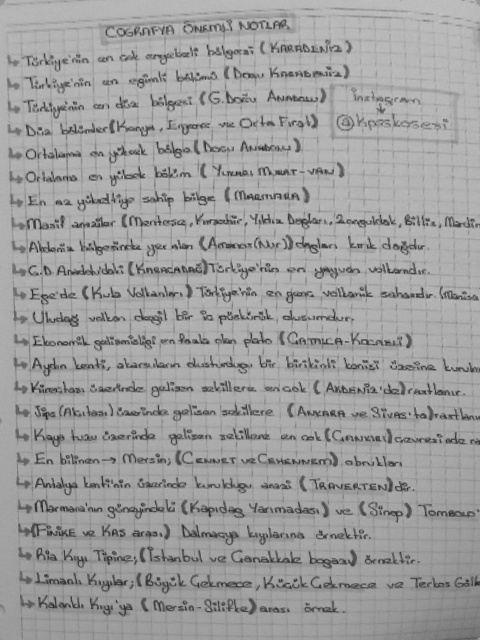 COĞRAFYA ÖNEMLİ NOTLAR
Türkiye'nin en çok engebeli bölgesi (KARADENİZ)
Türkiye'nin en eğimli bölümü (DOĞU KARADENİZ)
Türkiye'nin en düz bölgesi (G.DOĞU ANADOLU)
instagram
Düz bölümler (Konya, Ergene ve Orta Fırat)
@kpsskosesi
Ortalama en yüksek bölge (DOĞU ANADOLU)
Ortalama en yüksek bölüm (YUKARI MURAT-VAN)
En az yükseltiye sahip bölge (MARMARA)
Masif araziler (Menteşe, Kırşehir, Yıldız Dağları, Zonguldak, Bitlis, Mardin
Akdeniz bölgesinde yer alan (Amanos(Nur)) dağları kırık dağdır.
G.D. Anadolu'daki (KARACADAĞ) Türkiye'nin en yayvan volkanıdır.
Ege'de (Kula Volkanları) Türkiye'nin en genç volkanik sahasıdır. (Manisa
Uludağ volkan değil bir iç püskürük oluşumdur.
Ekonomik gelişmişliği en fazla olan plato (ÇATALCA-KOCAELİ)
Aydın kenti, akarsuların oluşturduğu bir birikinti konisi üzerine
Kireçtaşı üzerinde gelişen şekillere en çok (AKDENİZ'de) rastlanır.
Jips (Alçıtaşı) üzerinde gelişen şekillere (ANKARA ve SİVAS'ta)
Kaya tuzu üzerinde gelişen şekillere en çok (ÇANKIRI) çevresinde
En bilinen → Mersin; (CENNET ve CEHENNEM) obrukları
Antalya kenti'nin üzerinde kurulduğu arazi (TRAVERTEN)dir.
Marmara'nın güneyindeki (Kapıdağ Yarımadası) ve (Sinop) TOMBOLO'
(FİNİKE ve KAŞ arası) Dalmaçya kıyılarına örnektir.
Ria Kıyı Tipine; (İstanbul ve Çanakkale boğazı) örnektir.
Limanlı Kıyılar; (Büyük Çekmece, Küçük Çekmece ve Terkos
Kalanklı Kıyı'ya (Mersin-Silifke) arası örnek.